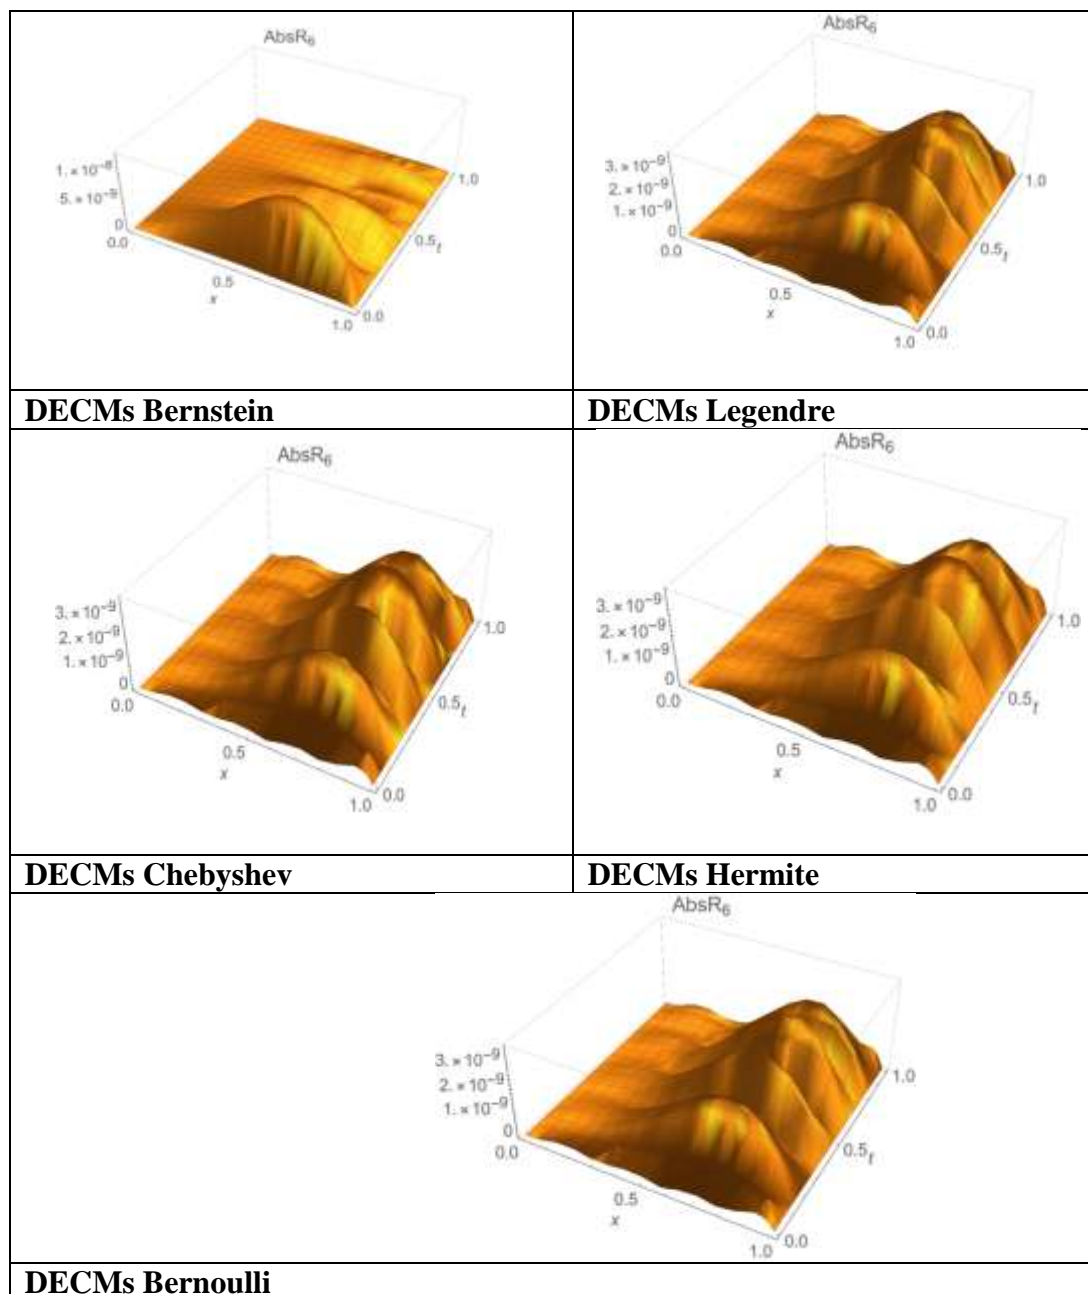 AbsR₆
1.×10⁻⁸
5.×10⁻⁹
0
0.0
0.5
x
1.0
0.0
0.5 t
1.0
AbsR₆
3.×10⁻⁹
2.×10⁻⁹
1.×10⁻⁹
0
0.0
0.5
x
1.0
0.0
0.5 t
1.0
DECMs Bernstein
DECMs Legendre
AbsR₆
3.×10⁻⁹
2.×10⁻⁹
1.×10⁻⁹
0
0.0
0.5
x
1.0
0.0
0.5 t
1.0
AbsR₆
3.×10⁻⁹
2.×10⁻⁹
1.×10⁻⁹
0
0.0
0.5
x
1.0
0.0
0.5 t
1.0
DECMs Chebyshev
DECMs Hermite
AbsR₆
3.×10⁻⁹
2.×10⁻⁹
1.×10⁻⁹
0
0.0
0.5
x
1.0
0.0
0.5 t
1.0
DECMs Bernoulli